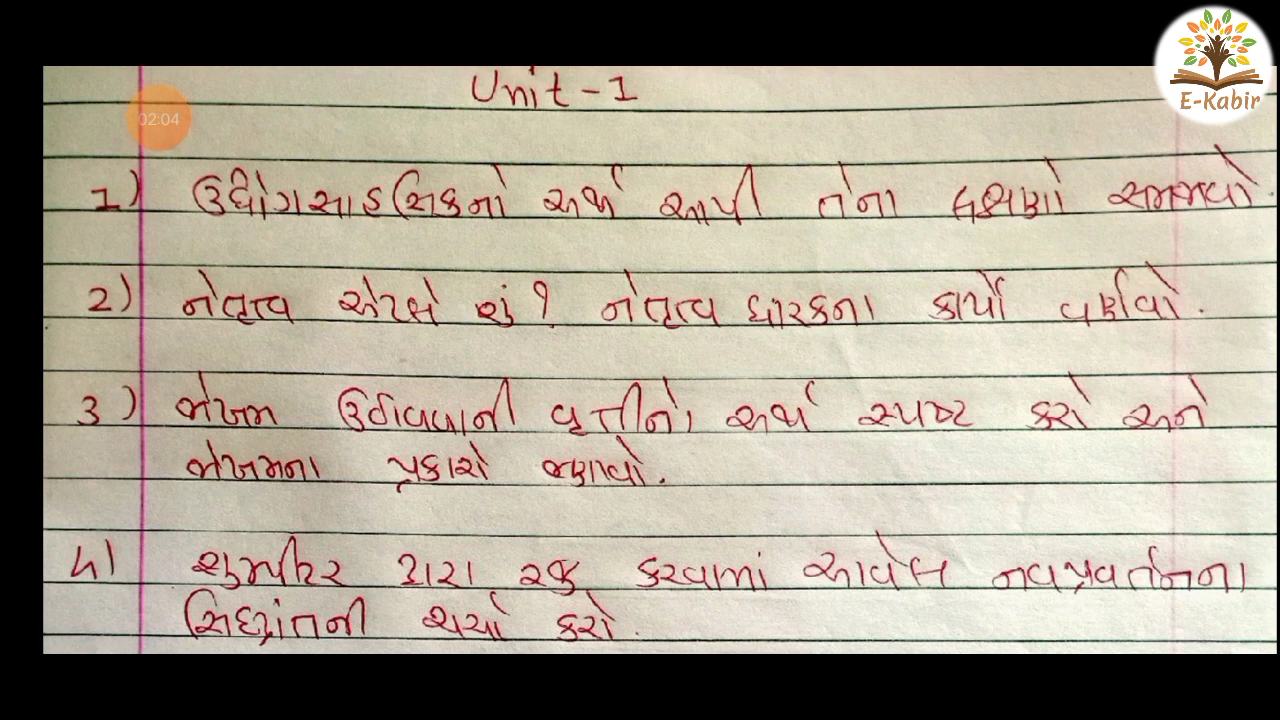 E-Kabir
Unit - 1
02:04
1) ઉદ્યોગસાહસિકનો અર્થ આપી તેના લક્ષણો સમજાવો.
2) નેતૃત્વ એટલે શું? નેતૃત્વ ધારકના કાર્યો વર્ણવો.
3) જોખમ ઉઠાવવાની વૃત્તીનો અર્થ સ્પષ્ટ કરો અને
જોખમના પ્રકારો જણાવો.
4) શુમ્પીટર દ્વારા રજૂ કરવામાં આવેલ નવપ્રવર્તનના
સિદ્ધાંતની ચર્ચા કરો.